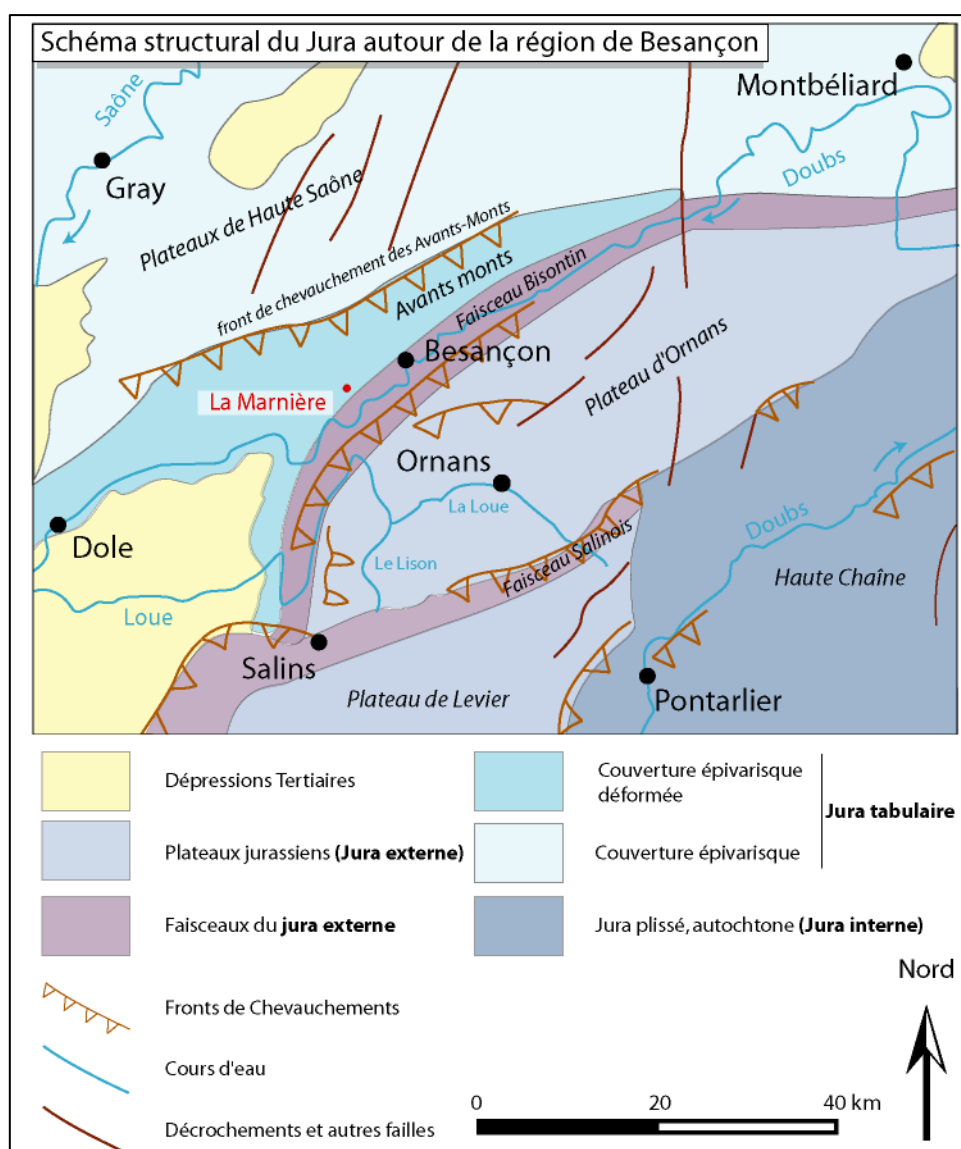 Schéma structural du Jura autour de la région de Besançon
Saône
Montbéliard
Gray
Doubs
Plateaux de Haute Saône
front de chevauchement des Avants-Monts
Avants monts
Faisceau Bisontin
Besançon
Plateau d'Ornans
La Marnière
Ornans
La Loue
Doubs
Dole
Le Lison
Faisceau Salinois
Haute Chaîne
Loue
Salins
Plateau de Levier
Pontarlier
Dépressions Tertiaires
Couverture épivarisque
déformée
Jura tabulaire
Plateaux jurassiens (Jura externe)
Couverture épivarisque
Faisceaux du jura externe
Jura plissé, autochtone (Jura interne)
Nord
Fronts de Chevauchements
Cours d'eau
0 20 40 km
Décrochements et autres failles